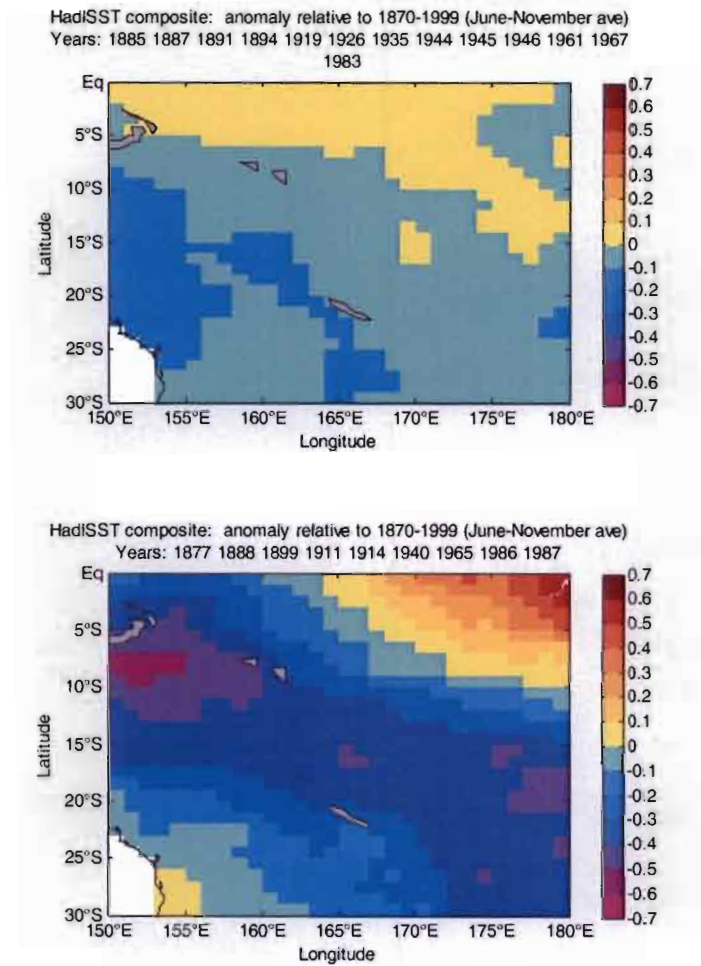 HadISST composite: anomaly relative to 1870-1999 (June-November ave)
Years: 1885 1887 1891 1894 1919 1926 1935 1944 1945 1946 1961 1967
1983
Eq
5°S
10°S
15°S
20°S
25°S
30°S
Latitude
150°E
155°E
160°E
165°E
170°E
175°E
180°E
Longitude
0.7
0.6
0.5
0.4
0.3
0.2
0.1
0
-0.1
-0.2
-0.3
-0.4
-0.5
-0.6
-0.7
HadISST composite: anomaly relative to 1870-1999 (June-November ave)
Years: 1877 1888 1899 1911 1914 1940 1965 1986 1987
Eq
5°S
10°S
15°S
20°S
25°S
30°S
Latitude
150°E
155°E
160°E
165°E
170°E
175°E
180°E
Longitude
0.7
0.6
0.5
0.4
0.3
0.2
0.1
0
-0.1
-0.2
-0.3
-0.4
-0.5
-0.6
-0.7